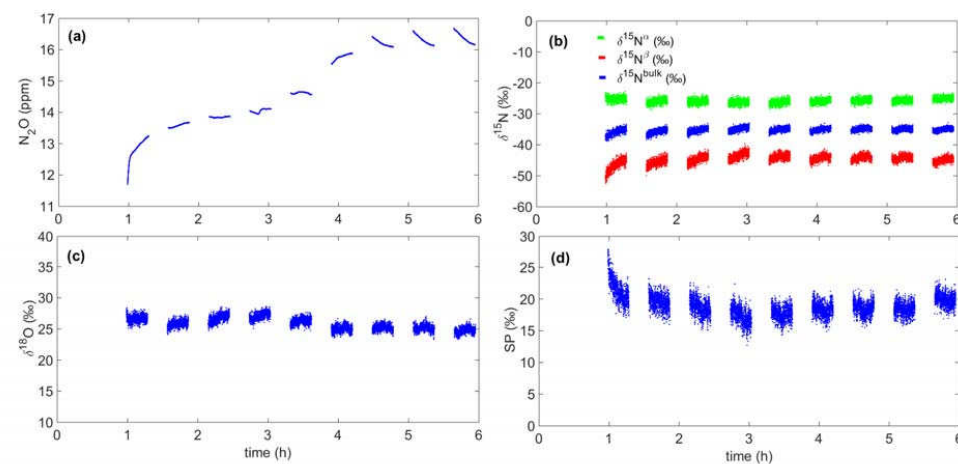 (a)
N₂O (ppm)
17
16
15
14
13
12
11
0 1 2 3 4 5 6
(b)
δ¹⁵Nᵅ (‰)
δ¹⁵Nᵝ (‰)
δ¹⁵Nᵇᵘˡᵏ (‰)
δ¹⁵N (‰)
0
-10
-20
-30
-40
-50
-60
0 1 2 3 4 5 6
(c)
δ¹⁸O (‰)
40
35
30
25
20
15
10
0 1 2 3 4 5 6
time (h)
(d)
SP (‰)
30
25
20
15
10
5
0
0 1 2 3 4 5 6
time (h)